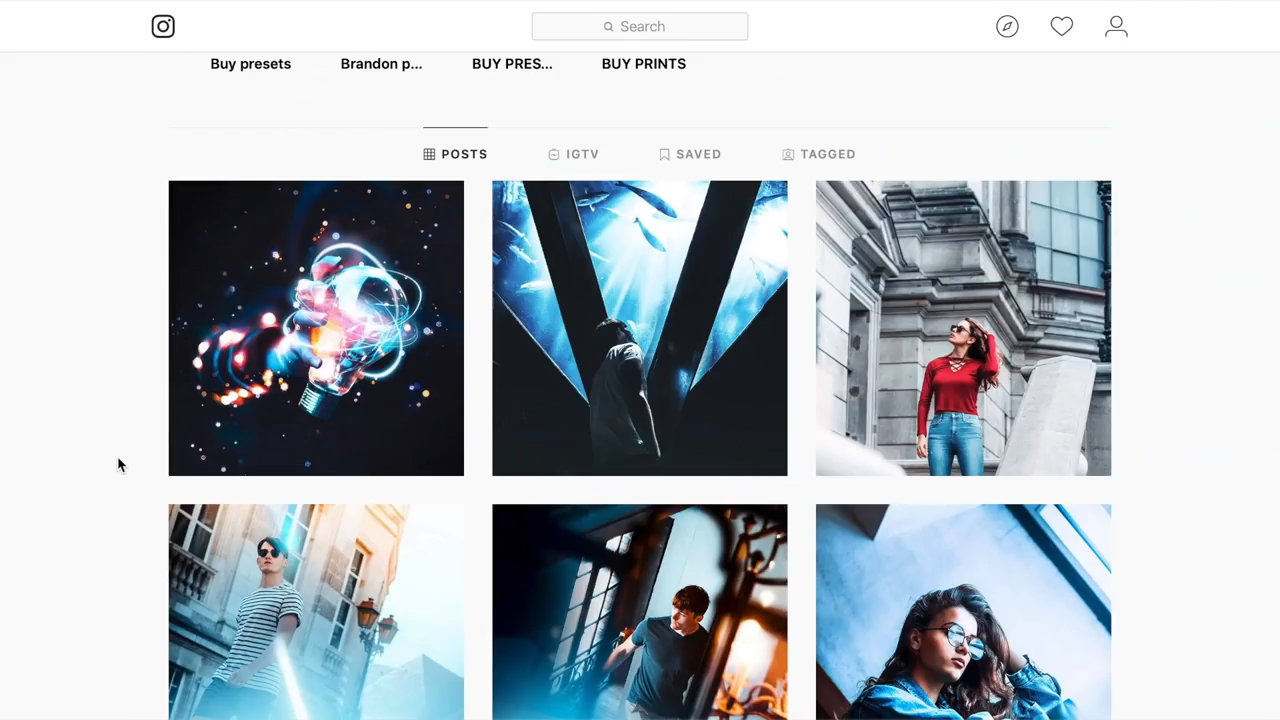 Search
Buy presets Brandon p... BUY PRES... BUY PRINTS
POSTS IGTV SAVED TAGGED